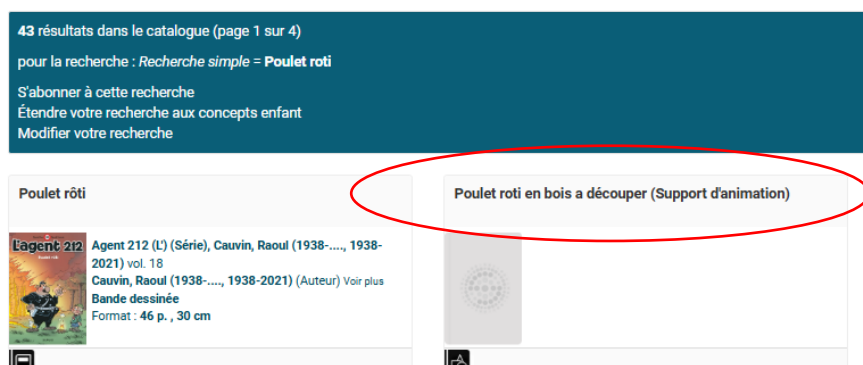 43 résultats dans le catalogue (page 1 sur 4)
pour la recherche : Recherche simple = Poulet roti
S'abonner à cette recherche
Étendre votre recherche aux concepts enfant
Modifier votre recherche
Poulet rôti
L'agent 212
Poulet rôti
Agent 212 (L') (Série), Cauvin, Raoul (1938-...., 1938-
2021) vol. 18
Cauvin, Raoul (1938-...., 1938-2021) (Auteur) Voir plus
Bande dessinée
Format : 46 p. , 30 cm
Poulet roti en bois a découper (Support d'animation)